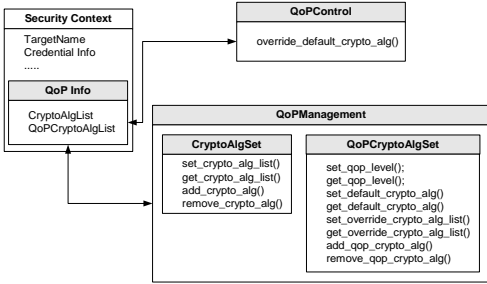 Security Context
TargetName
Credential Info
.....
QoP Info
CryptoAlgList
QoPCryptoAlgList
QoPControl
override_default_crypto_alg()
QoPManagement
CryptoAlgSet
set_crypto_alg_list()
get_crypto_alg_list()
add_crypto_alg()
remove_crypto_alg()
QoPCryptoAlgSet
set_qop_level();
get_qop_level();
set_default_crypto_alg()
get_default_crypto_alg()
set_override_crypto_alg_list()
get_override_crypto_alg_list()
add_qop_crypto_alg()
remove_qop_crypto_alg()